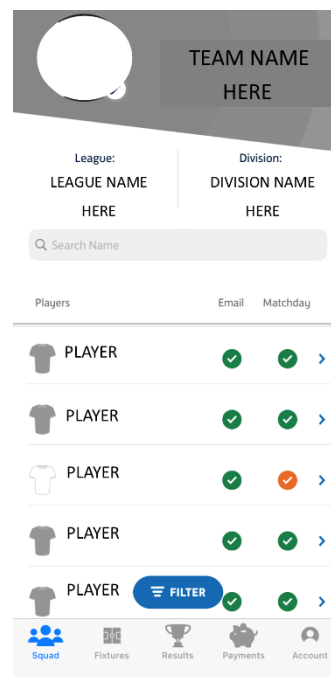 TEAM NAME
HERE
League:
Division:
LEAGUE NAME
HERE
DIVISION NAME
HERE
Search Name
Players Email Matchday
PLAYER
PLAYER
PLAYER
PLAYER
PLAYER
FILTER
Squad Fixtures Results Payments Account